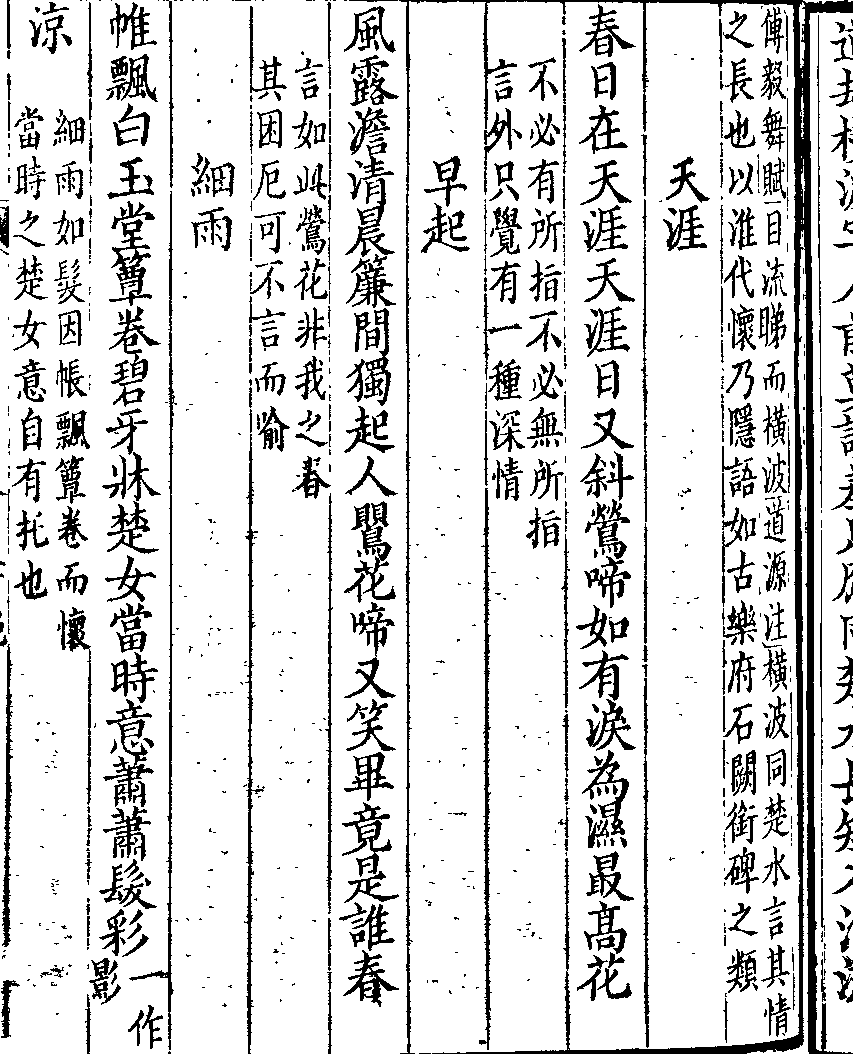 傅毅舞賦目流睇而橫波道源注橫波同楚水言其情
之長也以淮代懷乃隱語如古樂府石闕銜碑之類
天涯
春日在天涯天涯日又斜鶯啼如有淚為濕最高花
不必有所指不必無所指
言外只覺有一種深情
早起
風露澹清晨簾間獨起人鸎花啼又笑畢竟是誰春
言如此鶯花非我之春
其困厄可不言而喻
細雨
帷飄白玉堂簟卷碧牙牀楚女當時意蕭蕭髮彩一作影
涼
細雨如髮因帳飄簟卷而懷
當時之楚女意自有托也